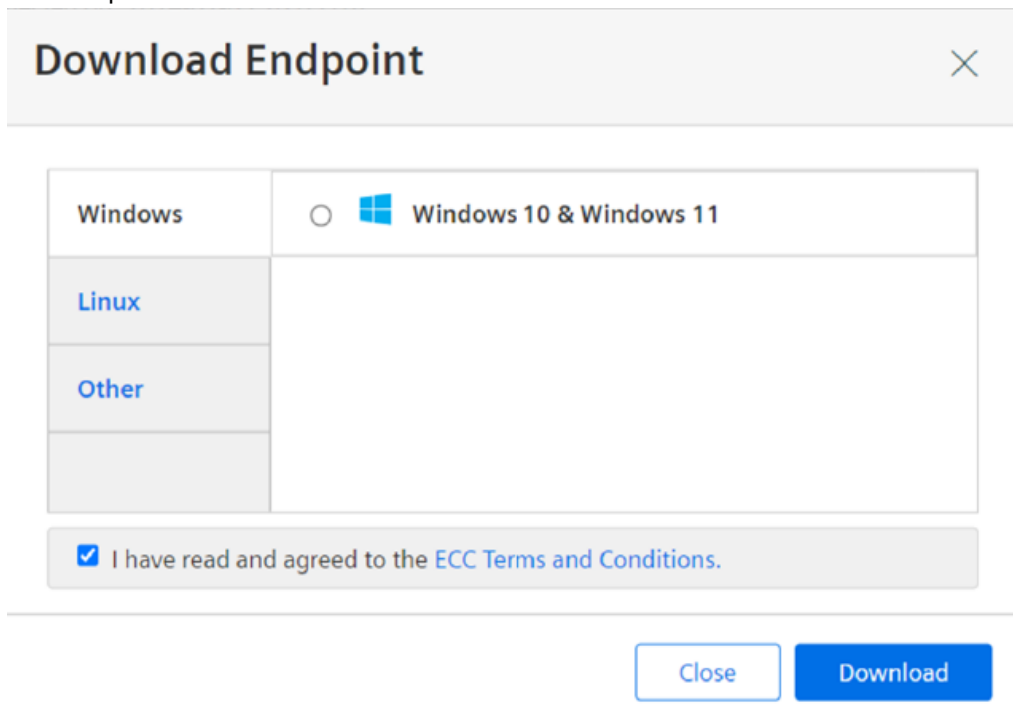 Download Endpoint
Windows
Windows 10 & Windows 11
Linux
Other
I have read and agreed to the ECC Terms and Conditions.
Close
Download